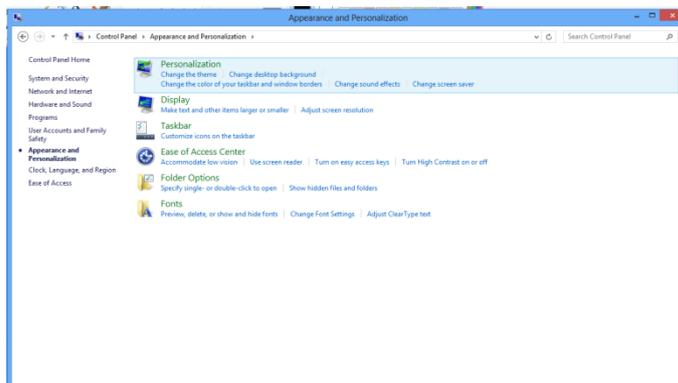 Appearance and Personalization
Control Panel Appearance and Personalization
Search Control Panel
Control Panel Home
System and Security
Network and Internet
Hardware and Sound
Programs
User Accounts and Family
Safety
Appearance and
Personalization
Clock, Language, and Region
Ease of Access
Personalization
Change the theme Change desktop background
Change the color of your taskbar and window borders Change sound effects Change screen saver
Display
Make text and other items larger or smaller Adjust screen resolution
Taskbar
Customize icons on the taskbar
Ease of Access Center
Accommodate low vision Use screen reader Turn on easy access keys Turn High Contrast on or off
Folder Options
Specify single- or double-click to open Show hidden files and folders
Fonts
Preview, delete, or show and hide fonts Change Font Settings Adjust ClearType text